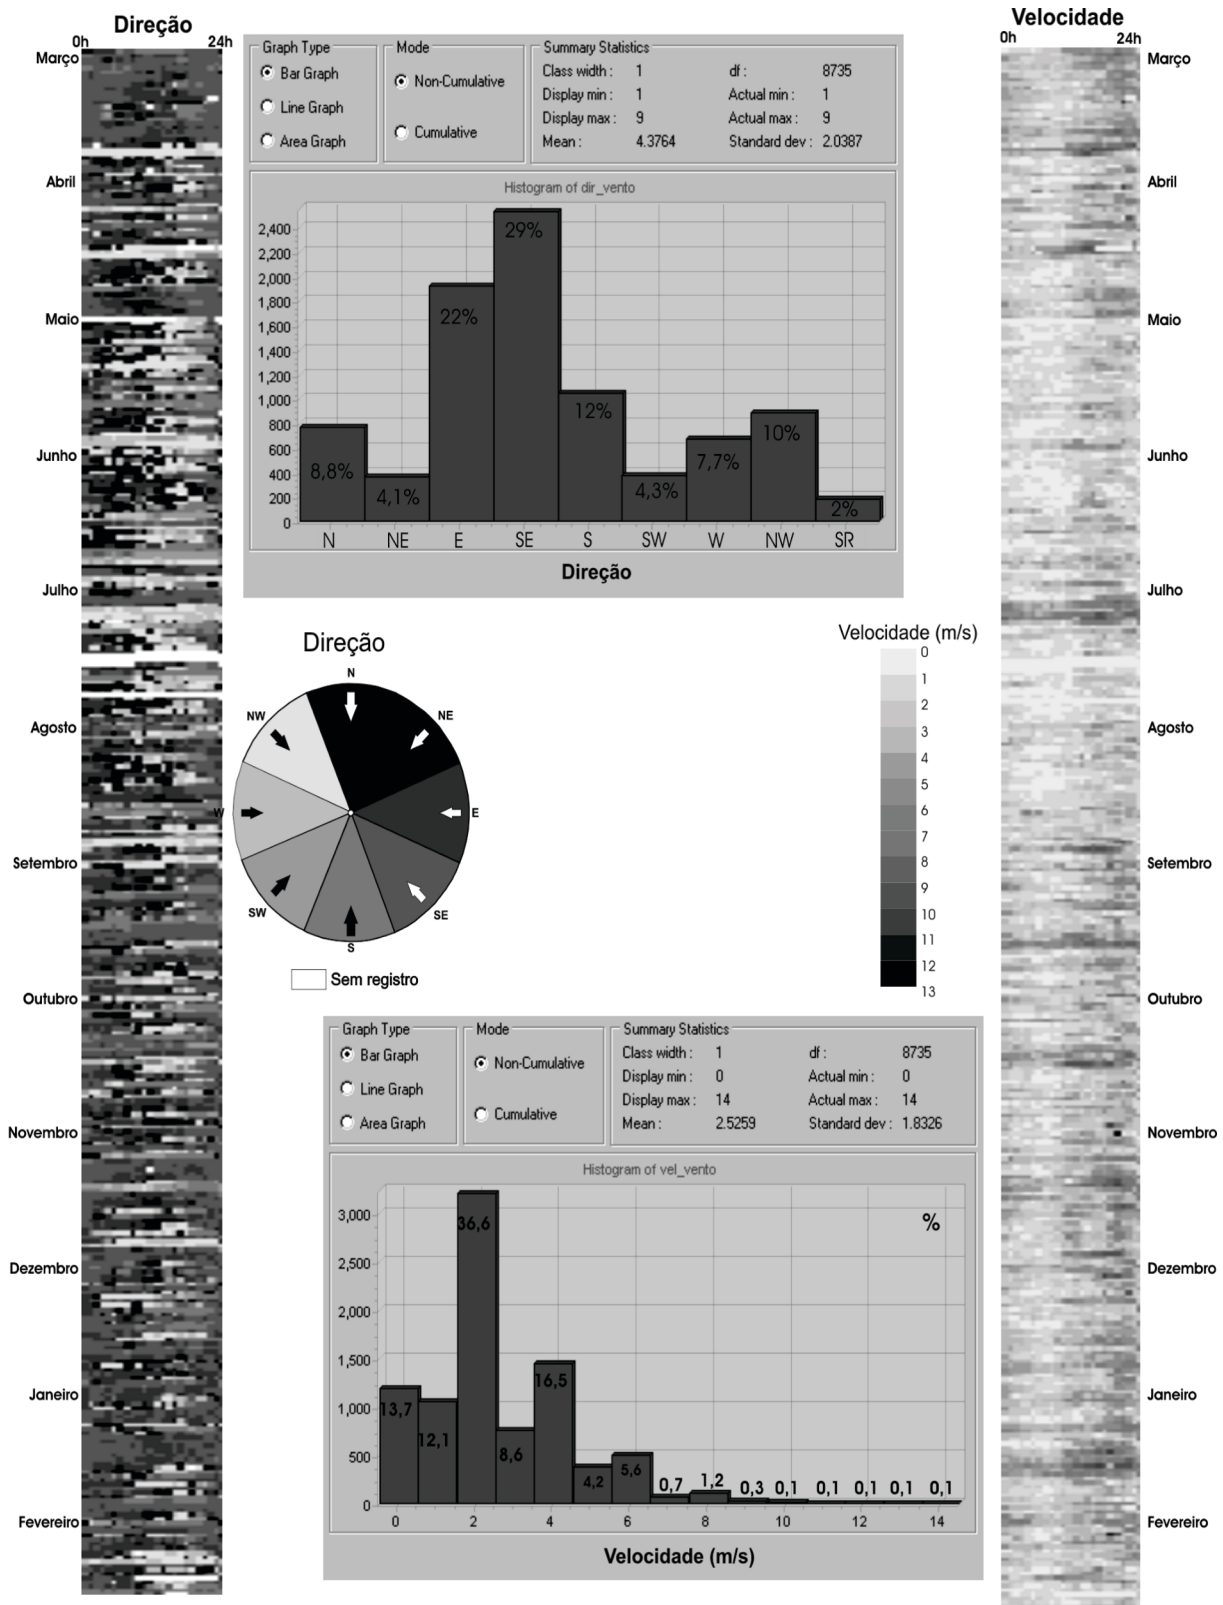 Direção
0h 24h
Março
Abril
Maio
Junho
Julho
Agosto
Setembro
Outubro
Novembro
Dezembro
Janeiro
Fevereiro
Graph Type
Bar Graph
Line Graph
Area Graph
Mode
Non-Cumulative
Cumulative
Summary Statistics
Class width : 1 df : 8735
Display min : 1 Actual min : 1
Display max : 9 Actual max : 9
Mean : 4.3764 Standard dev : 2.0387
Histogram of dir_vento
2,400
2,200
2,000
1,800
1,600
1,400
1,200
1,000
800
600
400
200
0
8,8%
4,1%
22%
29%
12%
4,3%
7,7%
10%
2%
N NE E SE S SW W NW SR
Direção
Direção
N
NE
E
SE
S
SW
W
NW
Sem registro
Velocidade (m/s)
0
1
2
3
4
5
6
7
8
9
10
11
12
13
Graph Type
Bar Graph
Line Graph
Area Graph
Mode
Non-Cumulative
Cumulative
Summary Statistics
Class width : 1 df : 8735
Display min : 0 Actual min : 0
Display max : 14 Actual max : 14
Mean : 2.5259 Standard dev : 1.8326
Histogram of vel_vento
%
3,000
2,500
2,000
1,500
1,000
500
0
13,7
12,1
36,6
8,6
16,5
4,2
5,6
0,7
1,2
0,3
0,1
0,1
0,1
0,1
0,1
0 2 4 6 8 10 12 14
Velocidade (m/s)
Velocidade
0h 24h
Março
Abril
Maio
Junho
Julho
Agosto
Setembro
Outubro
Novembro
Dezembro
Janeiro
Fevereiro